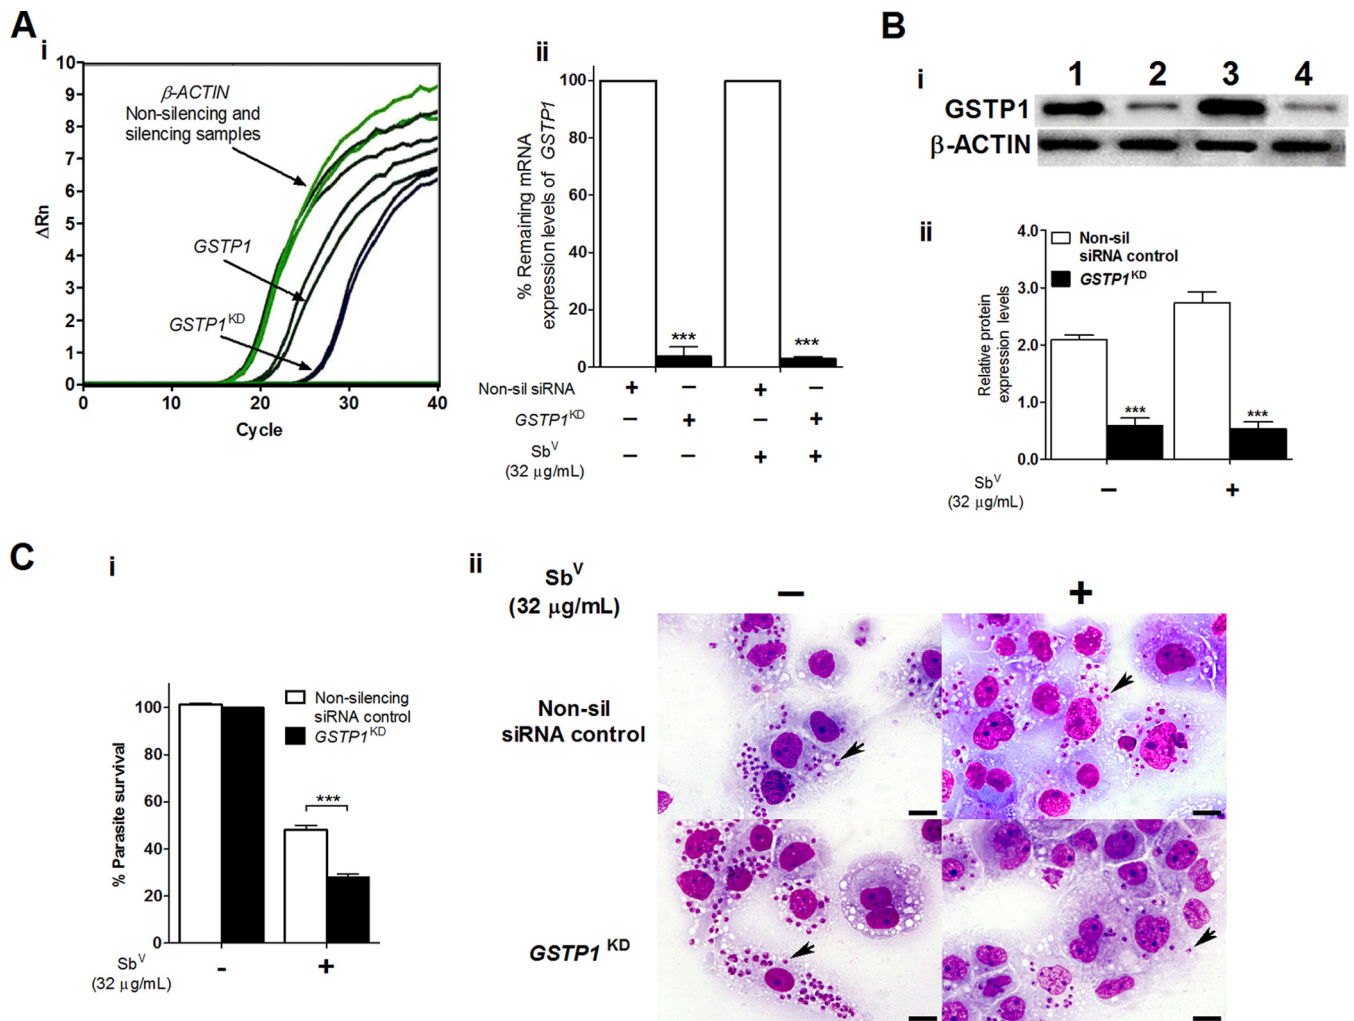 A
i
10
9
8
7
6
5
4
3
2
1
0
ΔRn
β-ACTIN
Non-silencing and
silencing samples
GSTP1
GSTP1KD
0
20
30
40
Cycle
ii
% Remaining mRNA
expression levels of GSTP1
100
80
60
40
20
0
***
***
Non-sil siRNA + − + −
GSTP1KD − + − +
SbV
(32 µg/mL) − − + +
B
i
1 2 3 4
GSTP1
β-ACTIN
ii
Relative protein
expression levels
4.0
3.0
2.0
1.0
0.0
Non-sil
siRNA control
GSTP1KD
***
***
SbV
(32 µg/mL) − +
C
i
% Parasite survival
100
80
60
40
20
0
Non-silencing
siRNA control
GSTP1KD
***
SbV
(32 µg/mL) - +
ii
SbV
(32 µg/mL) − +
Non-sil
siRNA control
GSTP1 KD